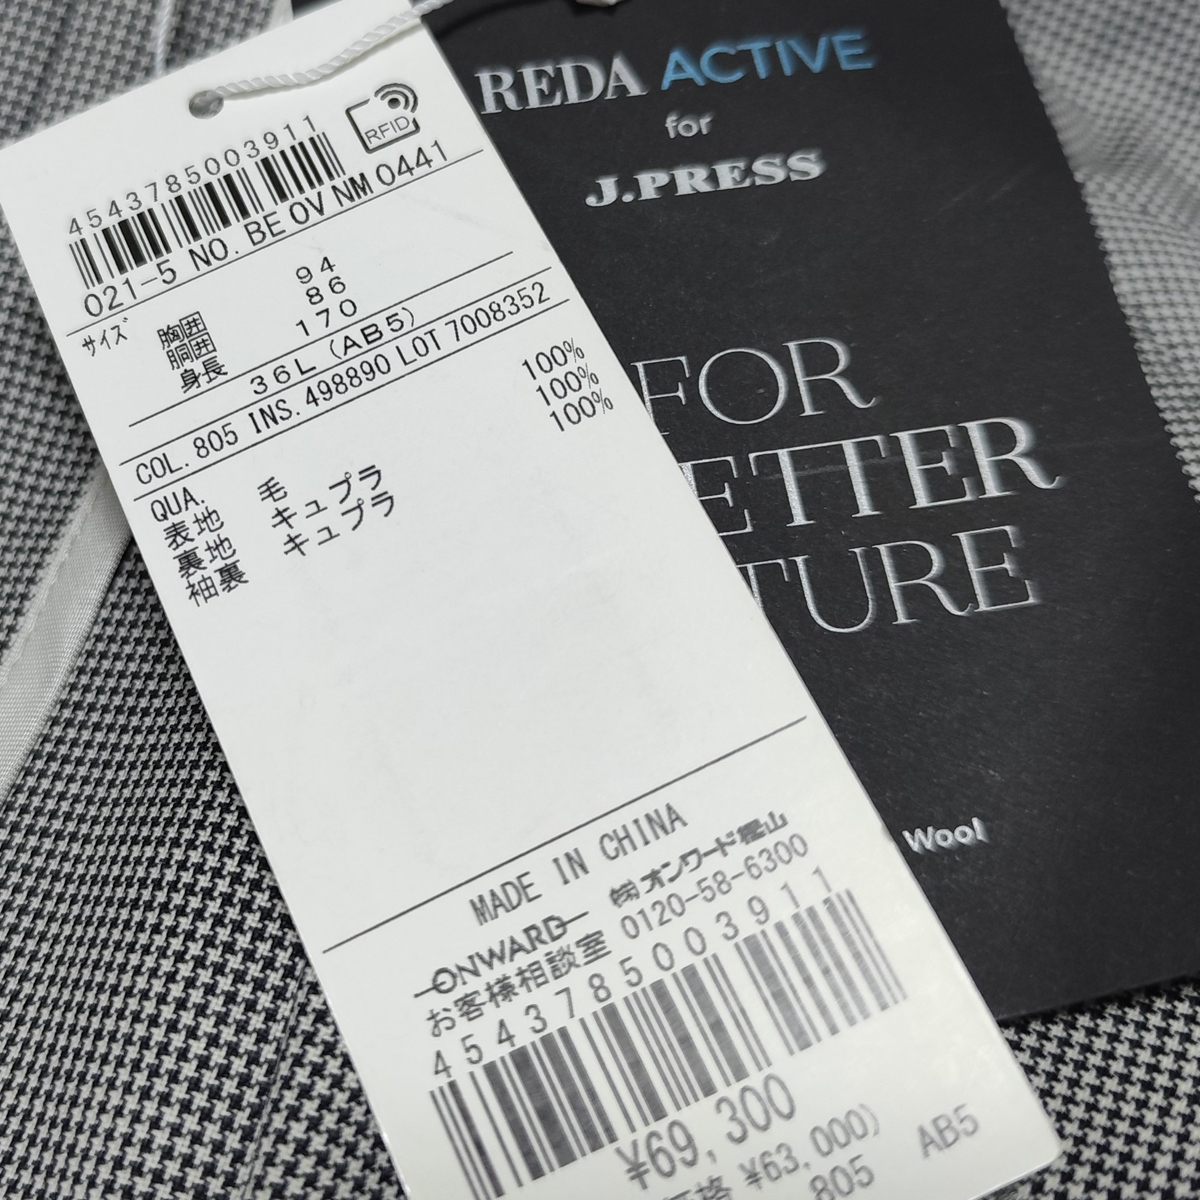 4543785003911
RFID
021-5 NO. BE OV NM 0441
サイズ 胸囲 94
胴囲 86
身長 170
36L (AB5)
COL. 805 INS. 498890 LOT 7008352
QUA.
表地 毛 100%
裏地 キュプラ 100%
袖裏 キュプラ 100%
MADE IN CHINA
ONWARD ㈱オンワード樫山
お客様相談室 0120-58-6300
4543785003911
¥69,300
価格 ¥63,000)
805
AB5
REDA ACTIVE
for
J.PRESS
FOR
ETTER
TURE
Wool